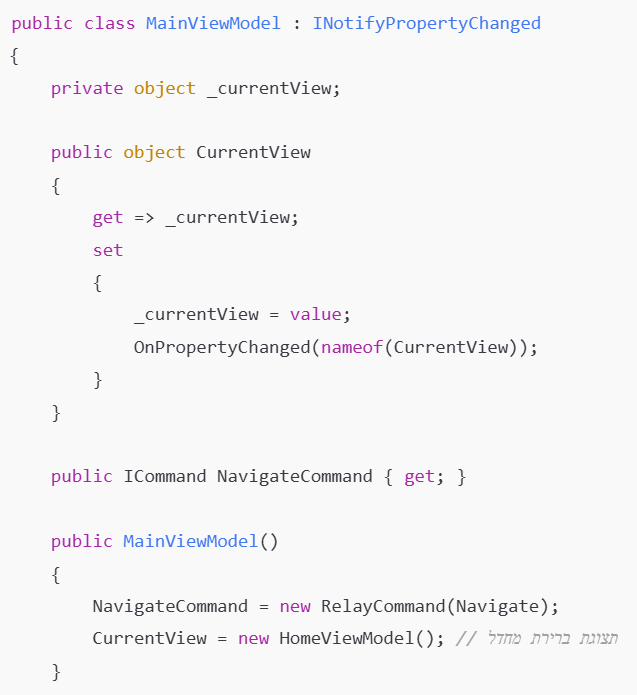 public class MainViewModel : INotifyPropertyChanged
{
    private object _currentView;

    public object CurrentView
    {
        get => _currentView;
        set
        {
            _currentView = value;
            OnPropertyChanged(nameof(CurrentView));
        }
    }

    public ICommand NavigateCommand { get; }

    public MainViewModel()
    {
        NavigateCommand = new RelayCommand(Navigate);
        CurrentView = new HomeViewModel(); // תצוגת ברירת מחדל
    }